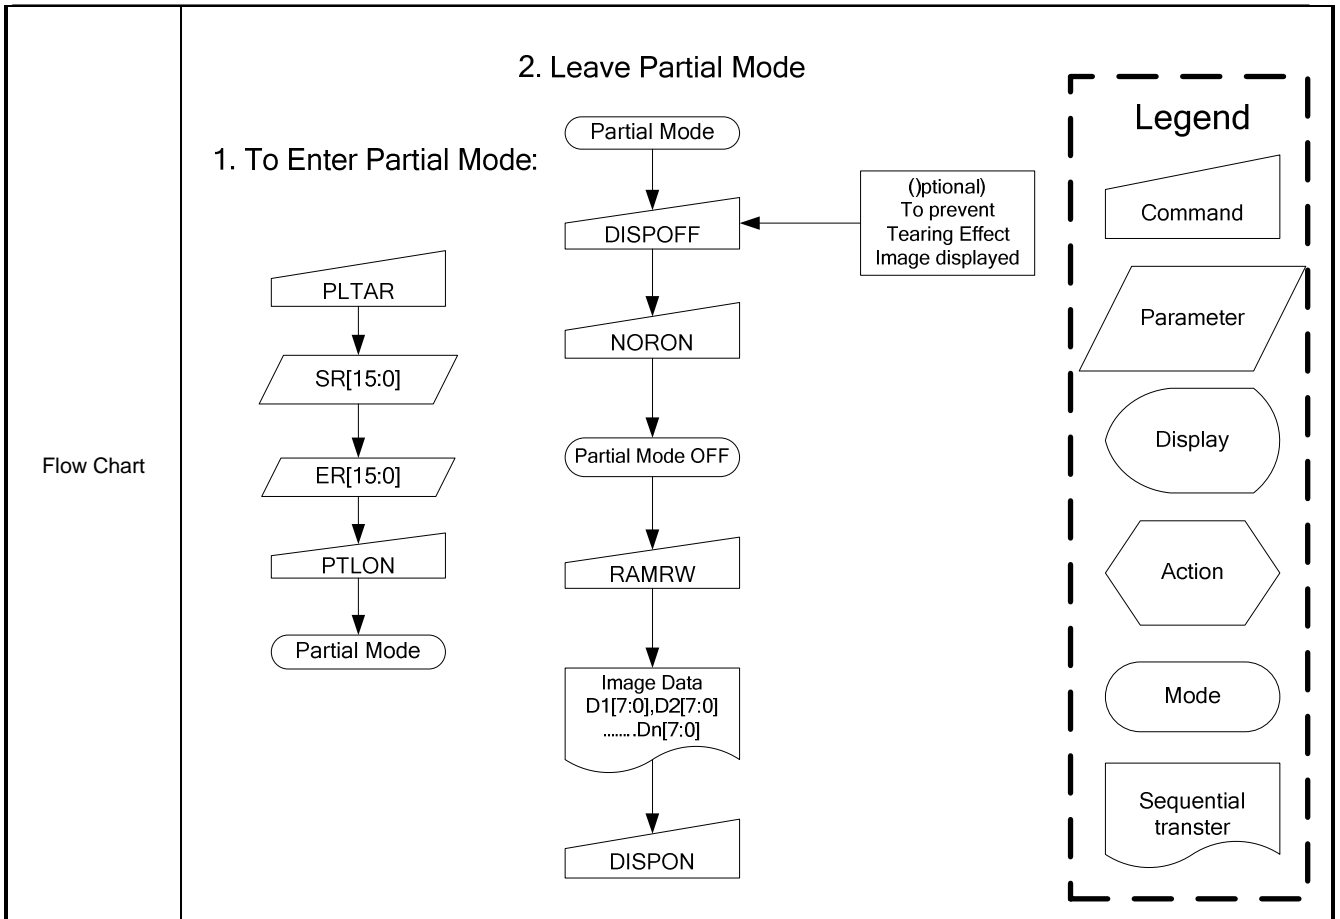 Flow Chart
1. To Enter Partial Mode:
PLTAR
SR[15:0]
ER[15:0]
PTLON
Partial Mode
2. Leave Partial Mode
Partial Mode
DISPOFF
()ptional)
To prevent
Tearing Effect
Image displayed
NORON
Partial Mode OFF
RAMRW
Image Data
D1[7:0],D2[7:0]
........Dn[7:0]
DISPON
Legend
Command
Parameter
Display
Action
Mode
Sequential
transter